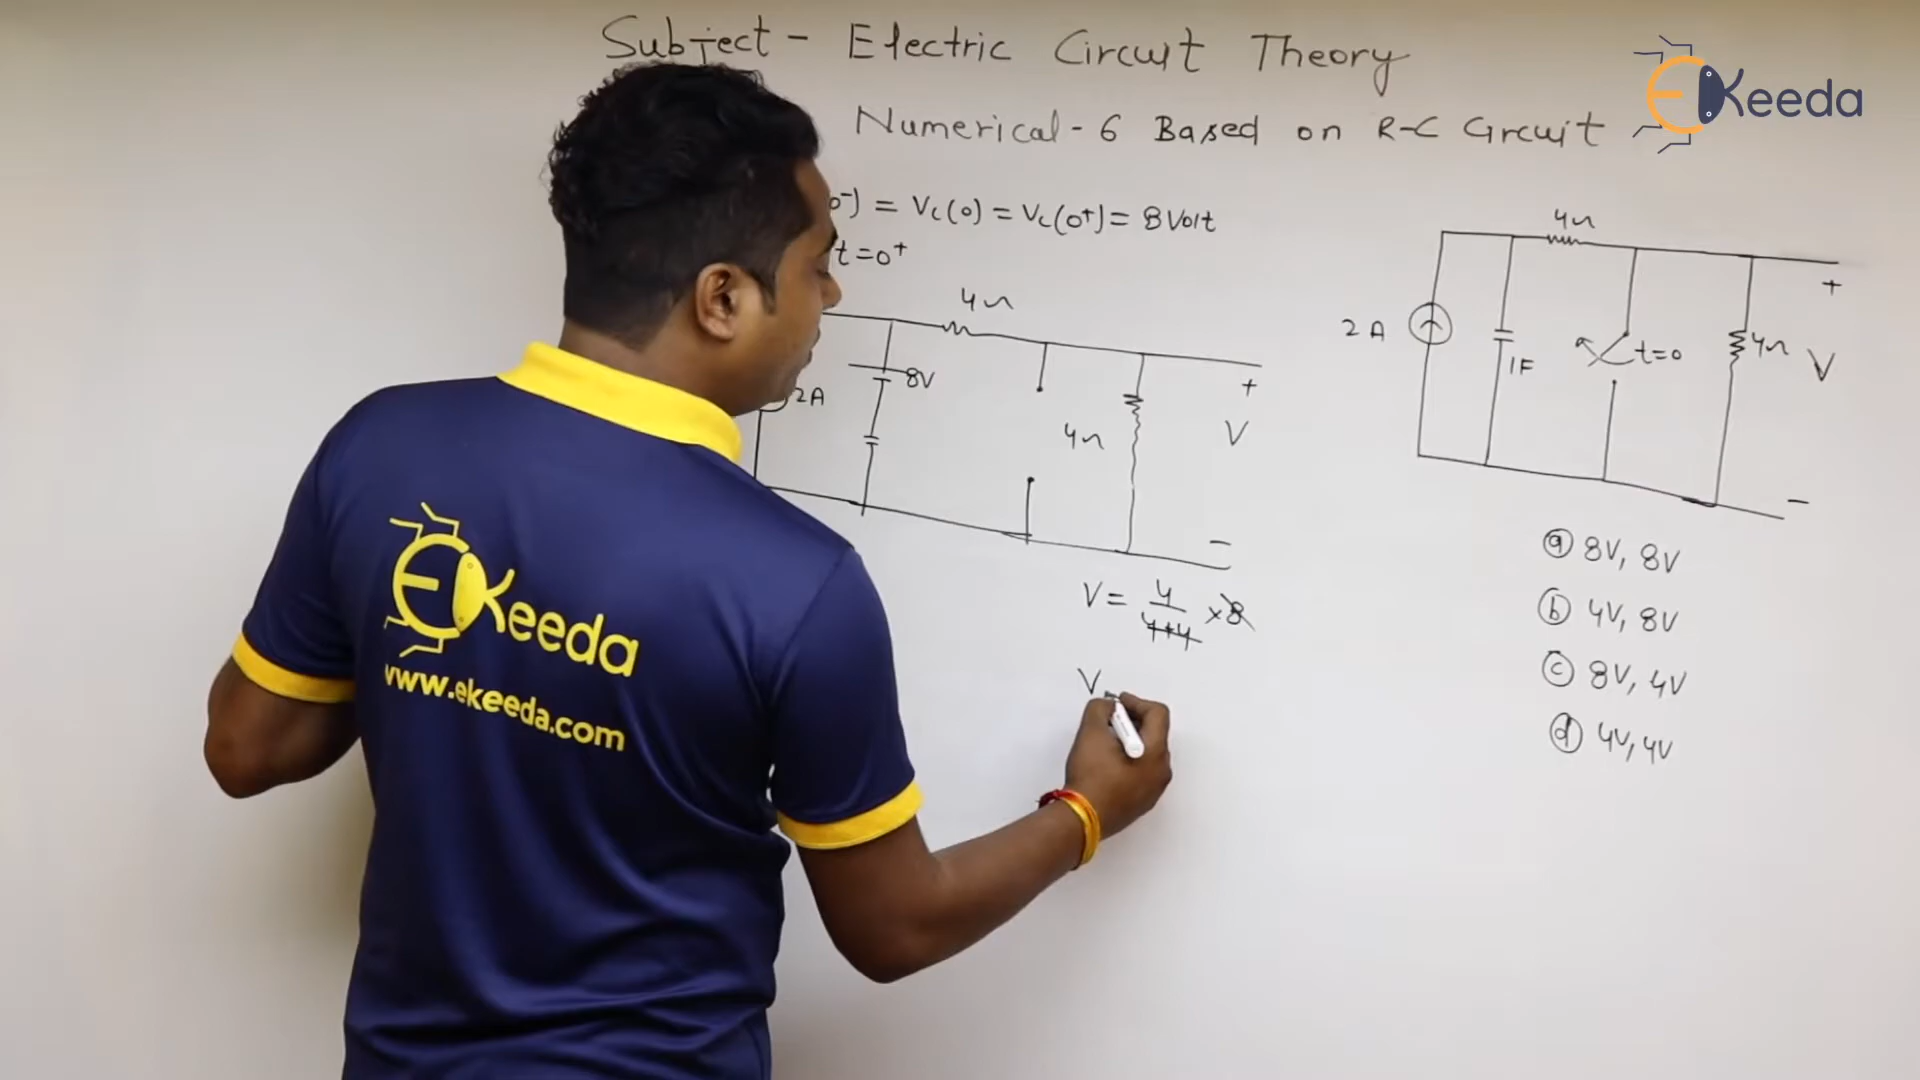 Subject - Electric Circuit Theory
Keeda
Numerical - 6 Based on R-C Circuit
0⁻) = Vc(0) = Vc(0⁺) = 8 Volt
t = 0⁺
4Ω
2A
8V
4Ω
+
V
-
V = 4/(4+4) × 8
V
4Ω
2A
1F
t=0
4Ω
+
V
-
ⓐ 8V, 8V
ⓑ 4V, 8V
ⓒ 8V, 4V
ⓓ 4V, 4V
EKeeda
www.ekeeda.com